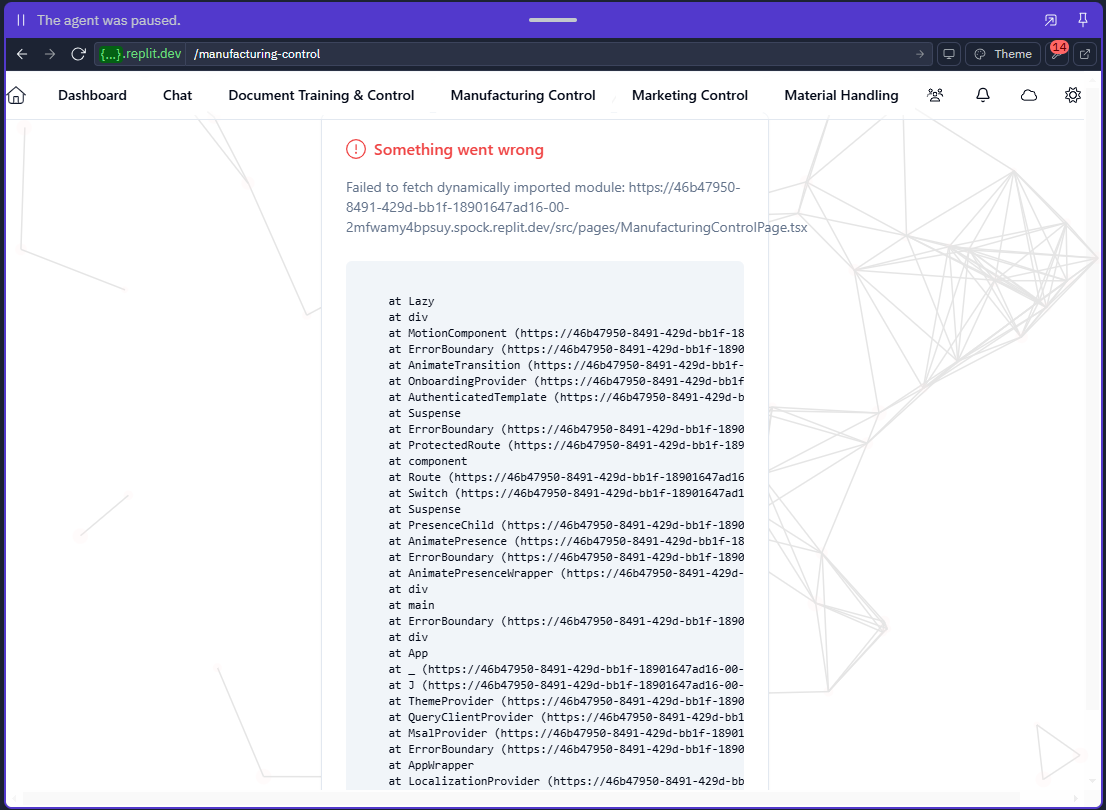 The agent was paused.
{...}.replit.dev /manufacturing-control Theme 14
Dashboard Chat Document Training & Control Manufacturing Control Marketing Control Material Handling
Something went wrong
Failed to fetch dynamically imported module: https://46b47950-
8491-429d-bb1f-18901647ad16-00-
2mfwamy4bpsuy.spock.replit.dev/src/pages/ManufacturingControlPage.tsx
at Lazy
at div
at MotionComponent (https://46b47950-8491-429d-bb1f-18
at ErrorBoundary (https://46b47950-8491-429d-bb1f-1890
at AnimateTransition (https://46b47950-8491-429d-bb1f-
at OnboardingProvider (https://46b47950-8491-429d-bb1f
at AuthenticatedTemplate (https://46b47950-8491-429d-b
at Suspense
at ErrorBoundary (https://46b47950-8491-429d-bb1f-1890
at ProtectedRoute (https://46b47950-8491-429d-bb1f-189
at component
at Route (https://46b47950-8491-429d-bb1f-18901647ad16
at Switch (https://46b47950-8491-429d-bb1f-18901647ad1
at Suspense
at PresenceChild (https://46b47950-8491-429d-bb1f-1890
at AnimatePresence (https://46b47950-8491-429d-bb1f-18
at ErrorBoundary (https://46b47950-8491-429d-bb1f-1890
at AnimatePresenceWrapper (https://46b47950-8491-429d-
at div
at main
at ErrorBoundary (https://46b47950-8491-429d-bb1f-1890
at div
at App
at _ (https://46b47950-8491-429d-bb1f-18901647ad16-00-
at J (https://46b47950-8491-429d-bb1f-18901647ad16-00-
at ThemeProvider (https://46b47950-8491-429d-bb1f-1890
at QueryClientProvider (https://46b47950-8491-429d-bb1
at MsalProvider (https://46b47950-8491-429d-bb1f-18901
at ErrorBoundary (https://46b47950-8491-429d-bb1f-1890
at AppWrapper
at LocalizationProvider (https://46b47950-8491-429d-bb